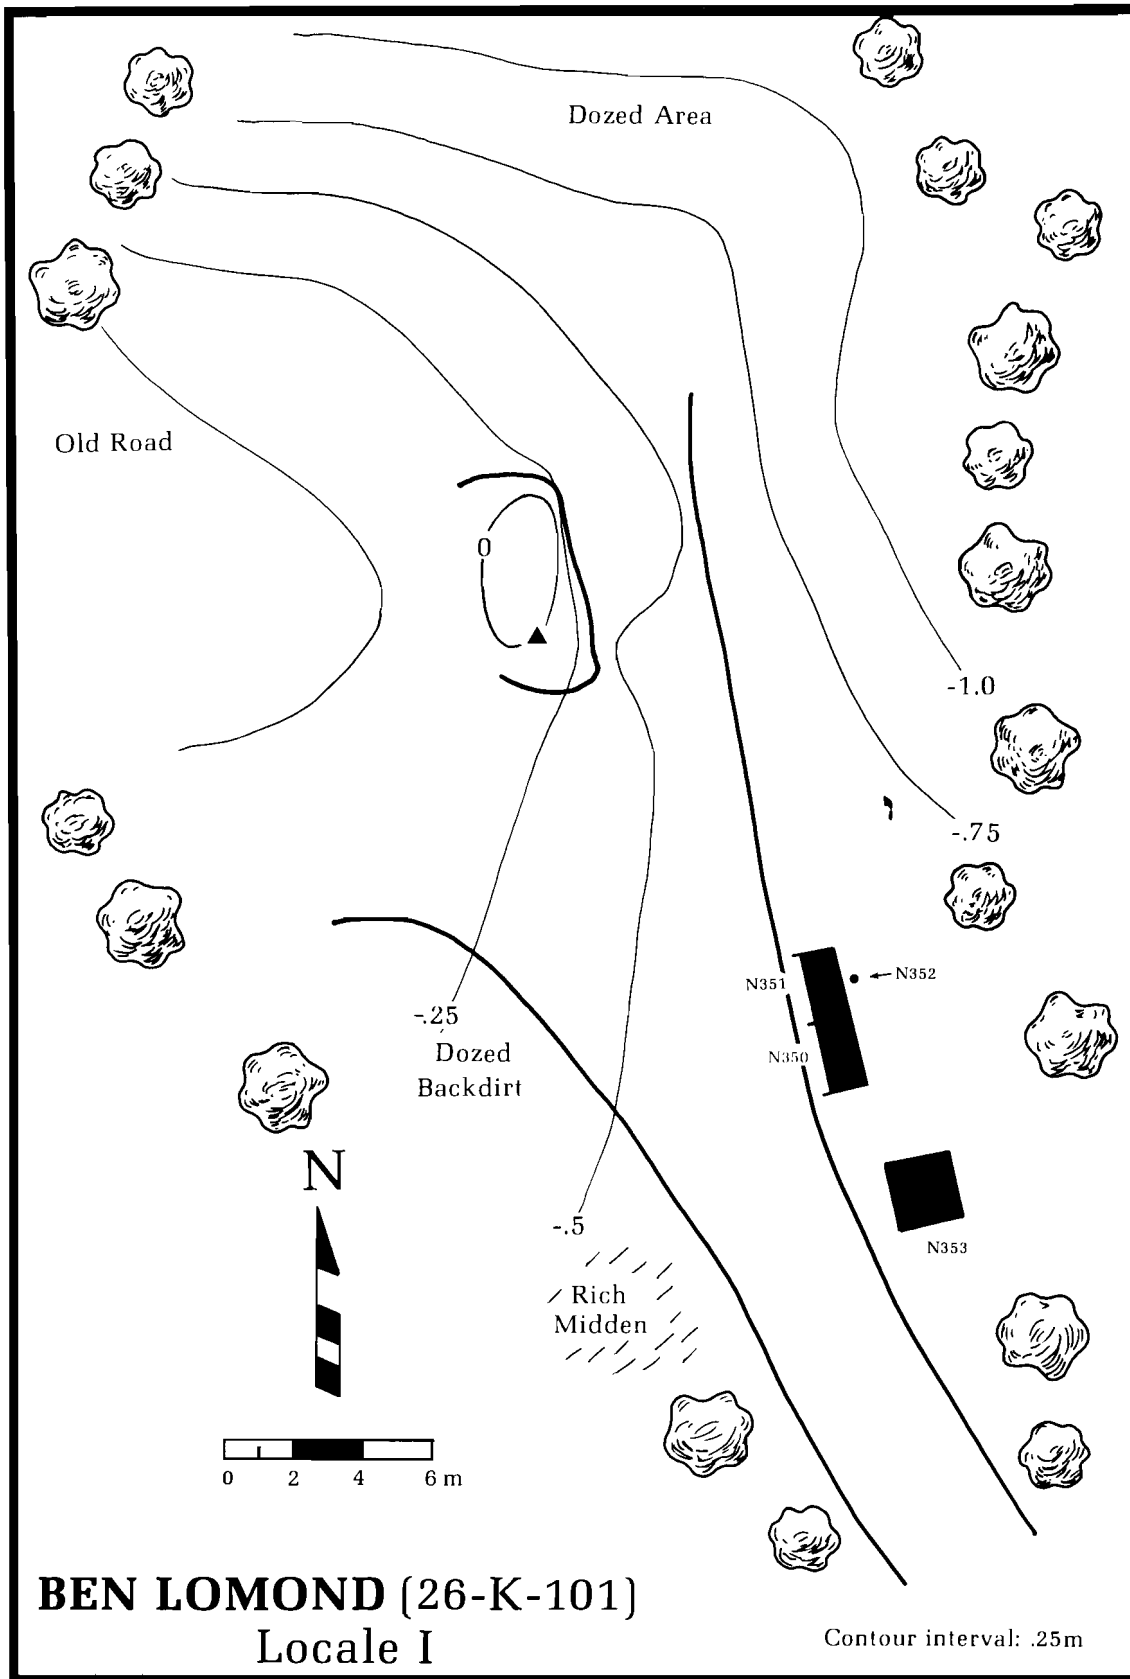 Dozed Area
Old Road
0
-1.0
-.75
N351
N352
-.25
Dozed
Backdirt
N350
N
-.5
N353
Rich
Midden
0 2 4 6 m
BEN LOMOND (26-K-101)
Locale I
Contour interval: .25m